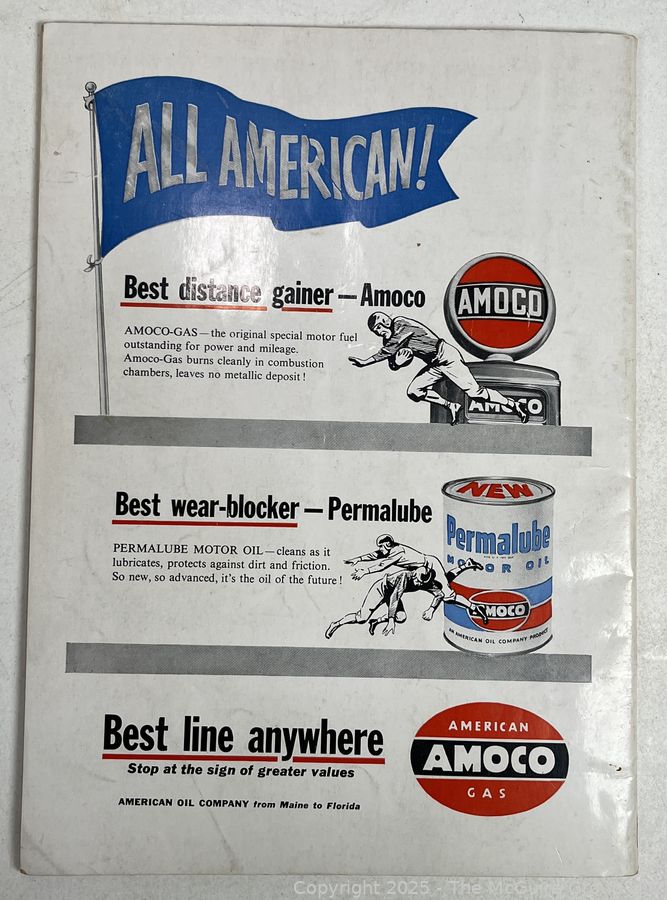 ALL AMERICAN!
Best distance gainer — Amoco
AMOCO
AMOCO-GAS — the original special motor fuel
outstanding for power and mileage.
Amoco-Gas burns cleanly in combustion
chambers, leaves no metallic deposit!
AMOCO
NEW
Best wear-blocker — Permalube
Permalube
MOTOR OIL
PERMALUBE MOTOR OIL — cleans as it
lubricates, protects against dirt and friction.
So new, so advanced, it's the oil of the future!
AMOCO
AN AMERICAN OIL COMPANY PRODUCT
Best line anywhere
Stop at the sign of greater values
AMERICAN OIL COMPANY from Maine to Florida
AMERICAN
AMOCO
GAS
Copyright 2025 - The McGuire Gro